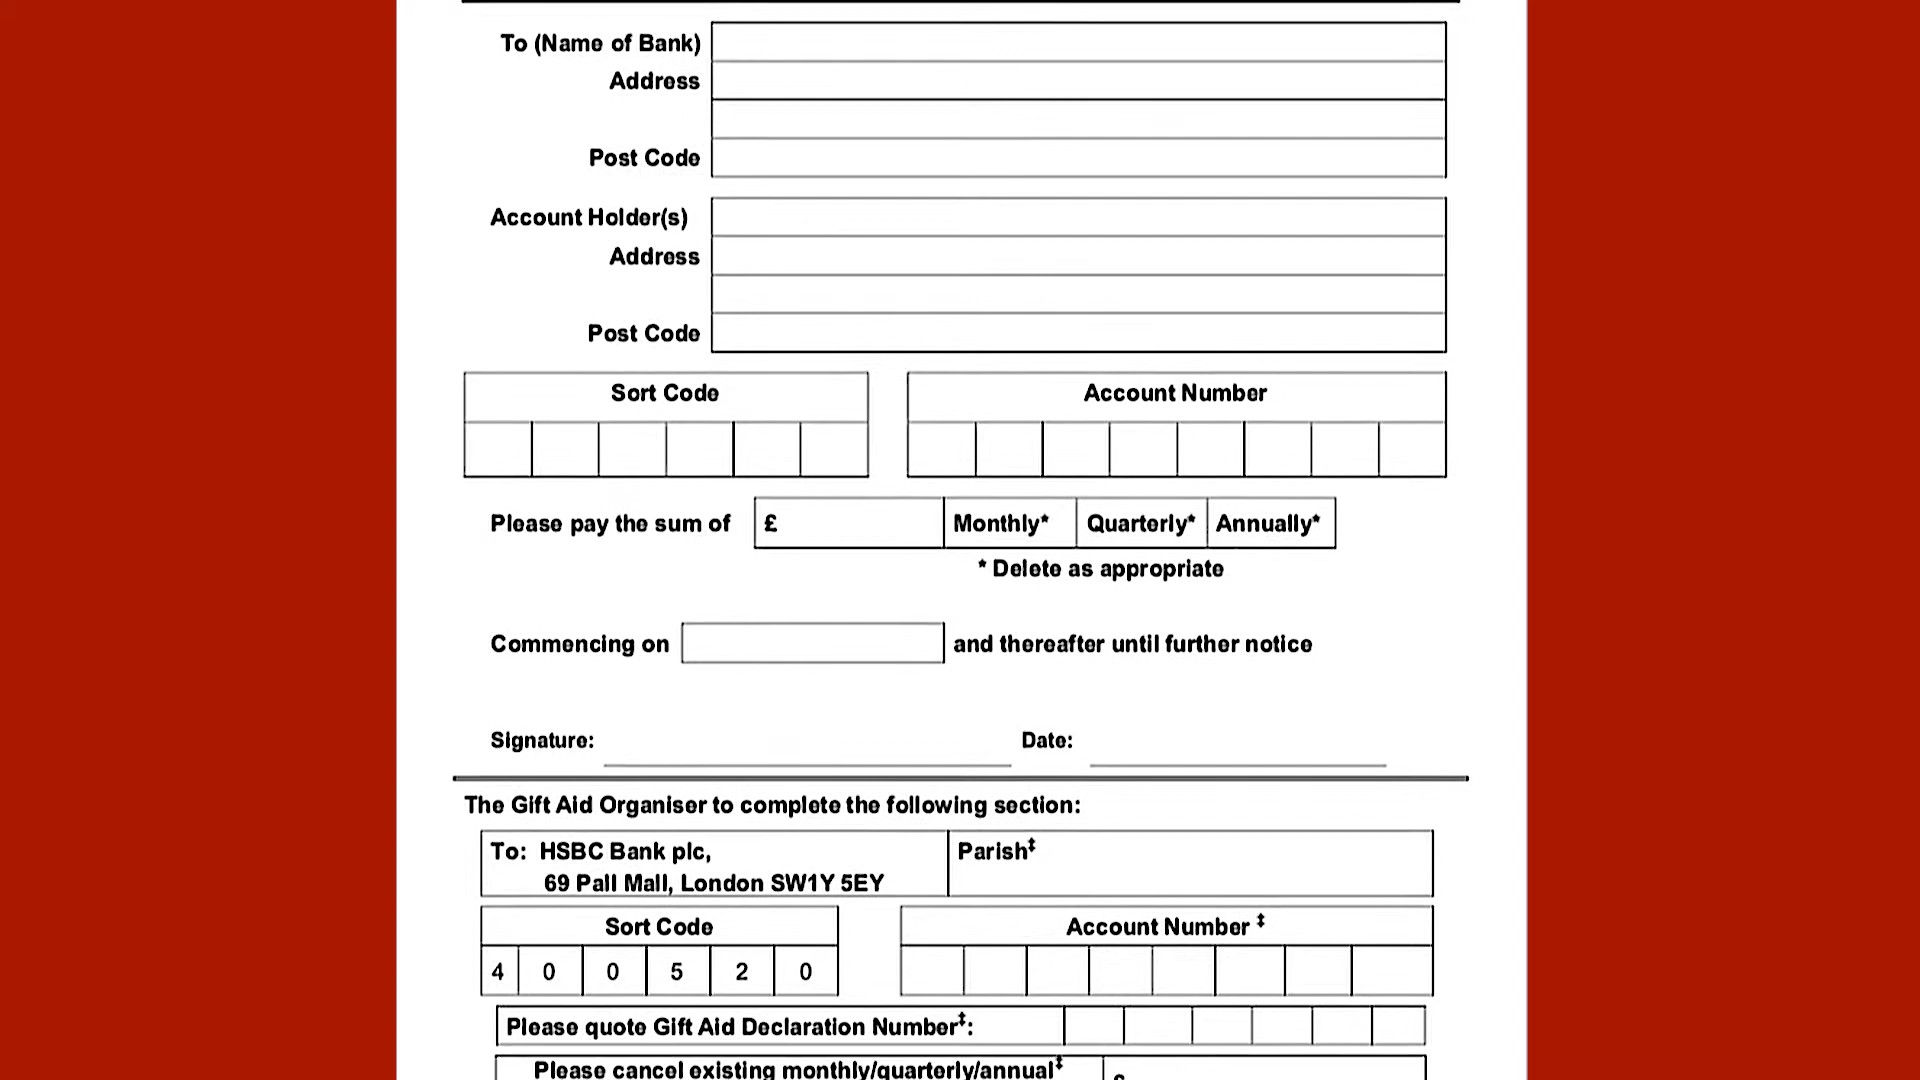 To (Name of Bank)
Address
Post Code
Account Holder(s)
Address
Post Code
Sort Code
Account Number
Please pay the sum of £ Monthly* Quarterly* Annually*
* Delete as appropriate
Commencing on and thereafter until further notice
Signature: Date:
The Gift Aid Organiser to complete the following section:
To: HSBC Bank plc, Parish‡
69 Pall Mall, London SW1Y 5EY
Sort Code Account Number ‡
4 0 0 5 2 0
Please quote Gift Aid Declaration Number‡:
Please cancel existing monthly/quarterly/annual‡ £